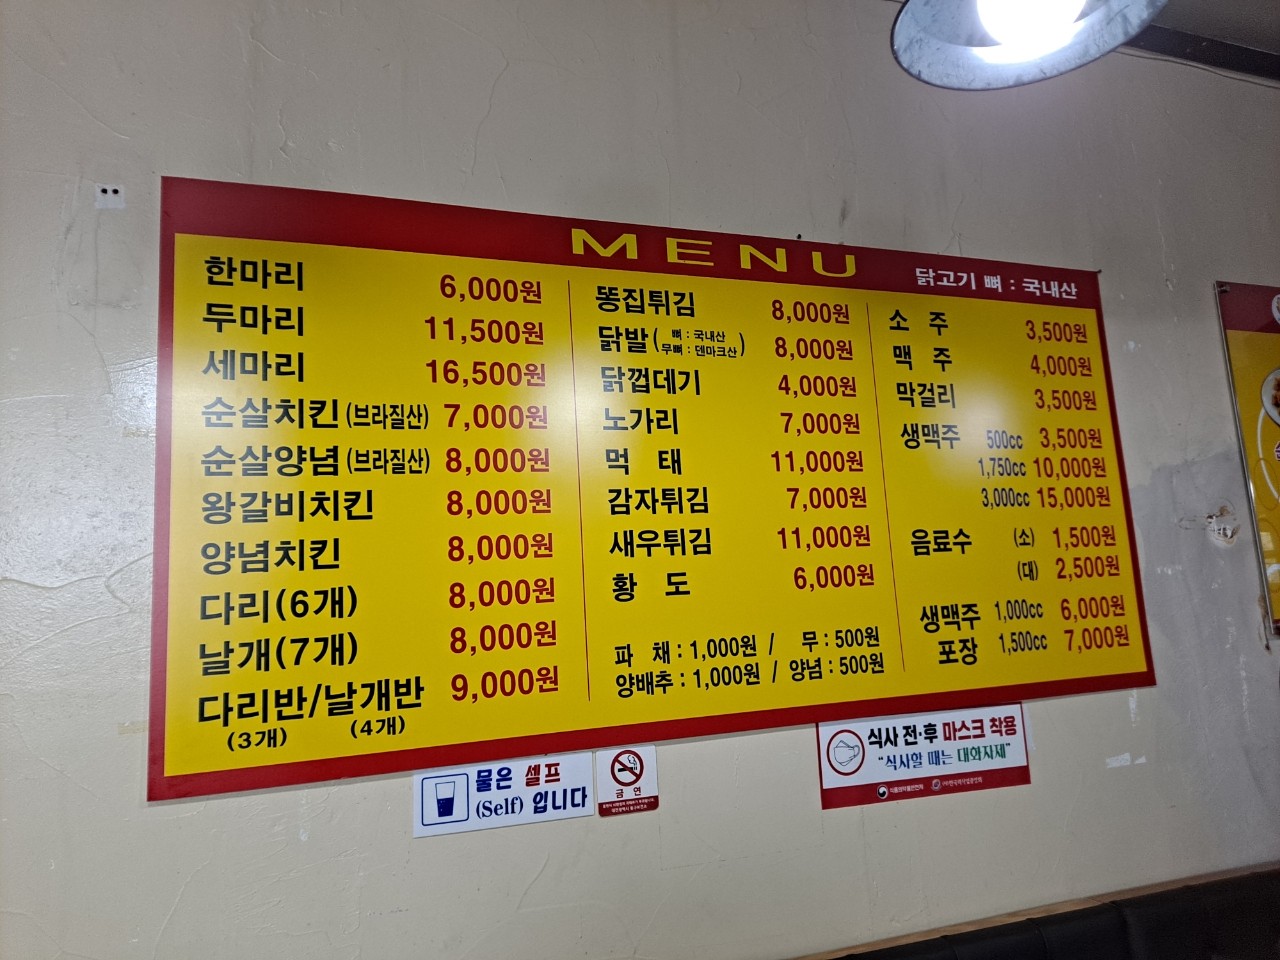 MENU
닭고기 뼈 : 국내산
한마리 6,000원
두마리 11,500원
세마리 16,500원
순살치킨 (브라질산) 7,000원
순살양념 (브라질산) 8,000원
왕갈비치킨 8,000원
양념치킨 8,000원
다리(6개) 8,000원
날개(7개) 8,000원
다리반/날개반 9,000원
(3개) (4개)
똥집튀김 8,000원
닭발 (뼈 : 국내산 무뼈 : 덴마크산) 8,000원
닭껍데기 4,000원
노가리 7,000원
먹 태 11,000원
감자튀김 7,000원
새우튀김 11,000원
황 도 6,000원
파 채 : 1,000원 / 무 : 500원
양배추 : 1,000원 / 양념 : 500원
소 주 3,500원
맥 주 4,000원
막걸리 3,500원
생맥주 500cc 3,500원
1,750cc 10,000원
3,000cc 15,000원
음료수 (소) 1,500원
(대) 2,500원
생맥주 1,000cc 6,000원
포장 1,500cc 7,000원
물은 셀프
(Self) 입니다
금 연
식사 전·후 마스크 착용
"식사할 때는 대화자제"
식품의약품안전처